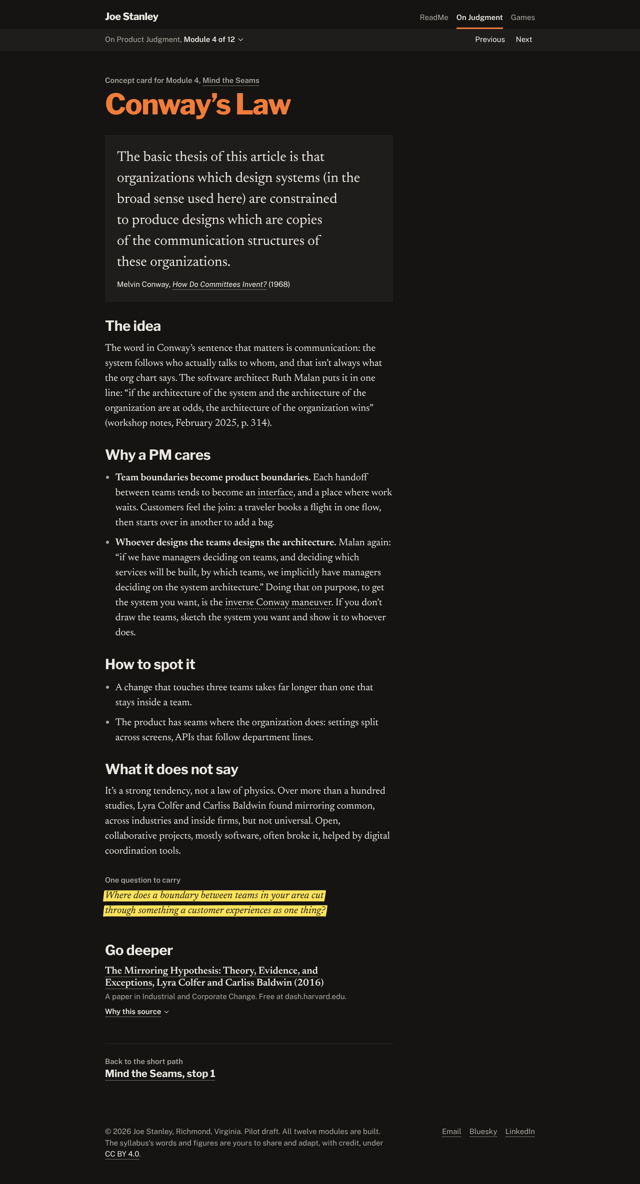 Joe Stanley
ReadMe On Judgment Games
On Product Judgment, Module 4 of 12
Previous Next
Concept card for Module 4, Mind the Seams
Conway’s Law
The basic thesis of this article is that
organizations which design systems (in the
broad sense used here) are constrained
to produce designs which are copies
of the communication structures of
these organizations.
Melvin Conway, How Do Committees Invent? (1968)
The idea
The word in Conway’s sentence that matters is communication: the
system follows who actually talks to whom, and that isn’t always what
the org chart says. The software architect Ruth Malan puts it in one
line: “if the architecture of the system and the architecture of the
organization are at odds, the architecture of the organization wins”
(workshop notes, February 2025, p. 314).
Why a PM cares
• Team boundaries become product boundaries. Each handoff
between teams tends to become an interface, and a place where work
waits. Customers feel the join: a traveler books a flight in one flow,
then starts over in another to add a bag.
• Whoever designs the teams designs the architecture. Malan again:
“if we have managers deciding on teams, and deciding which
services will be built, by which teams, we implicitly have managers
deciding on the system architecture.” Doing that on purpose, to get
the system you want, is the inverse Conway maneuver. If you don’t
draw the teams, sketch the system you want and show it to whoever
does.
How to spot it
• A change that touches three teams takes far longer than one that
stays inside a team.
• The product has seams where the organization does: settings split
across screens, APIs that follow department lines.
What it does not say
It’s a strong tendency, not a law of physics. Over more than a hundred
studies, Lyra Colfer and Carliss Baldwin found mirroring common,
across industries and inside firms, but not universal. Open,
collaborative projects, mostly software, often broke it, helped by digital
coordination tools.
One question to carry
Where does a boundary between teams in your area cut
through something a customer experiences as one thing?
Go deeper
The Mirroring Hypothesis: Theory, Evidence, and
Exceptions, Lyra Colfer and Carliss Baldwin (2016)
A paper in Industrial and Corporate Change. Free at dash.harvard.edu.
Why this source
Back to the short path
Mind the Seams, stop 1
© 2026 Joe Stanley, Richmond, Virginia. Pilot draft. All twelve modules are built.
The syllabus’s words and figures are yours to share and adapt, with credit, under
CC BY 4.0.
Email Bluesky LinkedIn